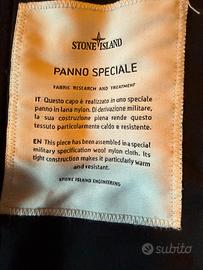 STONE ISLAND
PANNO SPECIALE
FABRIC RESEARCH AND TREATMENT
IT Questo capo è realizzato in uno speciale
panno in lana nylon. Di derivazione militare,
la sua costruzione piena rende questo
tessuto particolarmente caldo e resistente.
EN This piece has been assembled in a special
military specification wool nylon cloth. Its
tight construction makes it particularly warm
and resistant.
STONE ISLAND ENGINEERING
subito